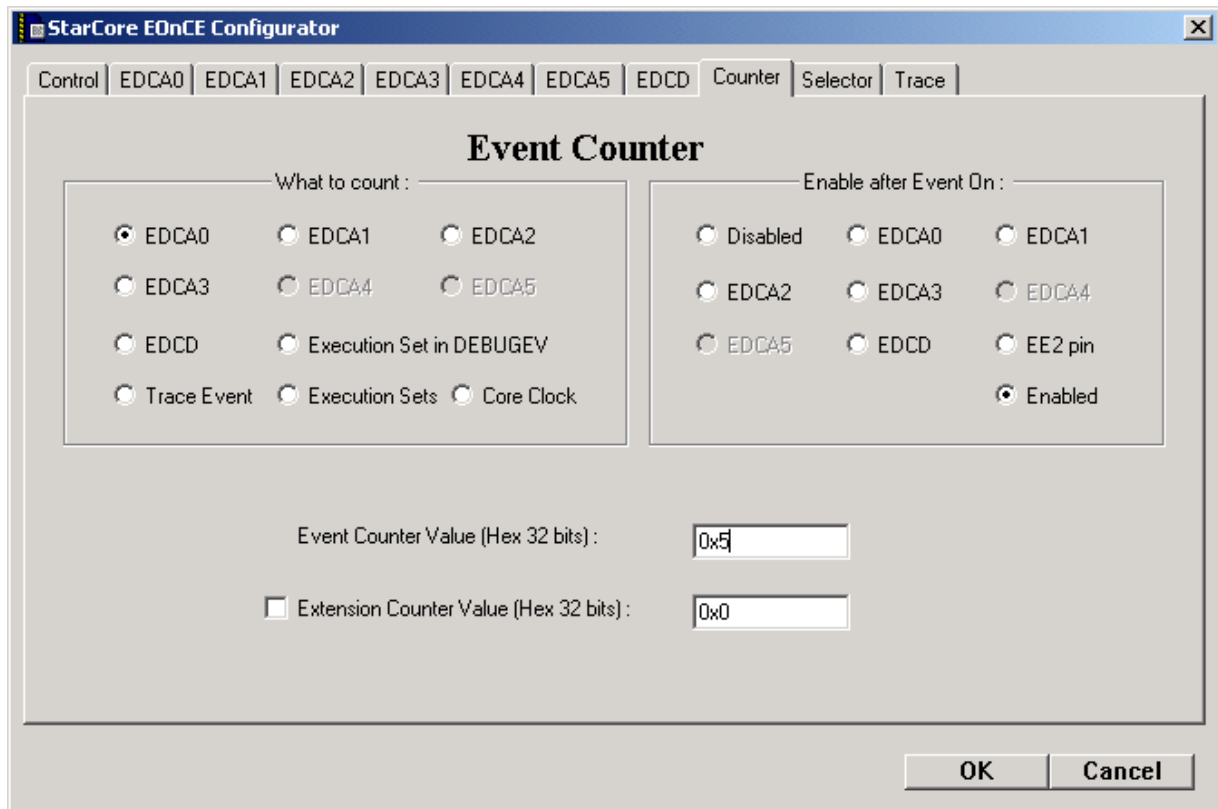 StarCore EOnCE Configurator
Control EDCA0 EDCA1 EDCA2 EDCA3 EDCA4 EDCA5 EDCD Counter Selector Trace
Event Counter
What to count :
EDCA0 EDCA1 EDCA2
EDCA3 EDCA4 EDCA5
EDCD Execution Set in DEBUGEV
Trace Event Execution Sets Core Clock
Enable after Event On :
Disabled EDCA0 EDCA1
EDCA2 EDCA3 EDCA4
EDCA5 EDCD EE2 pin
Enabled
Event Counter Value (Hex 32 bits) : 0x5
Extension Counter Value (Hex 32 bits) : 0x0
OK Cancel